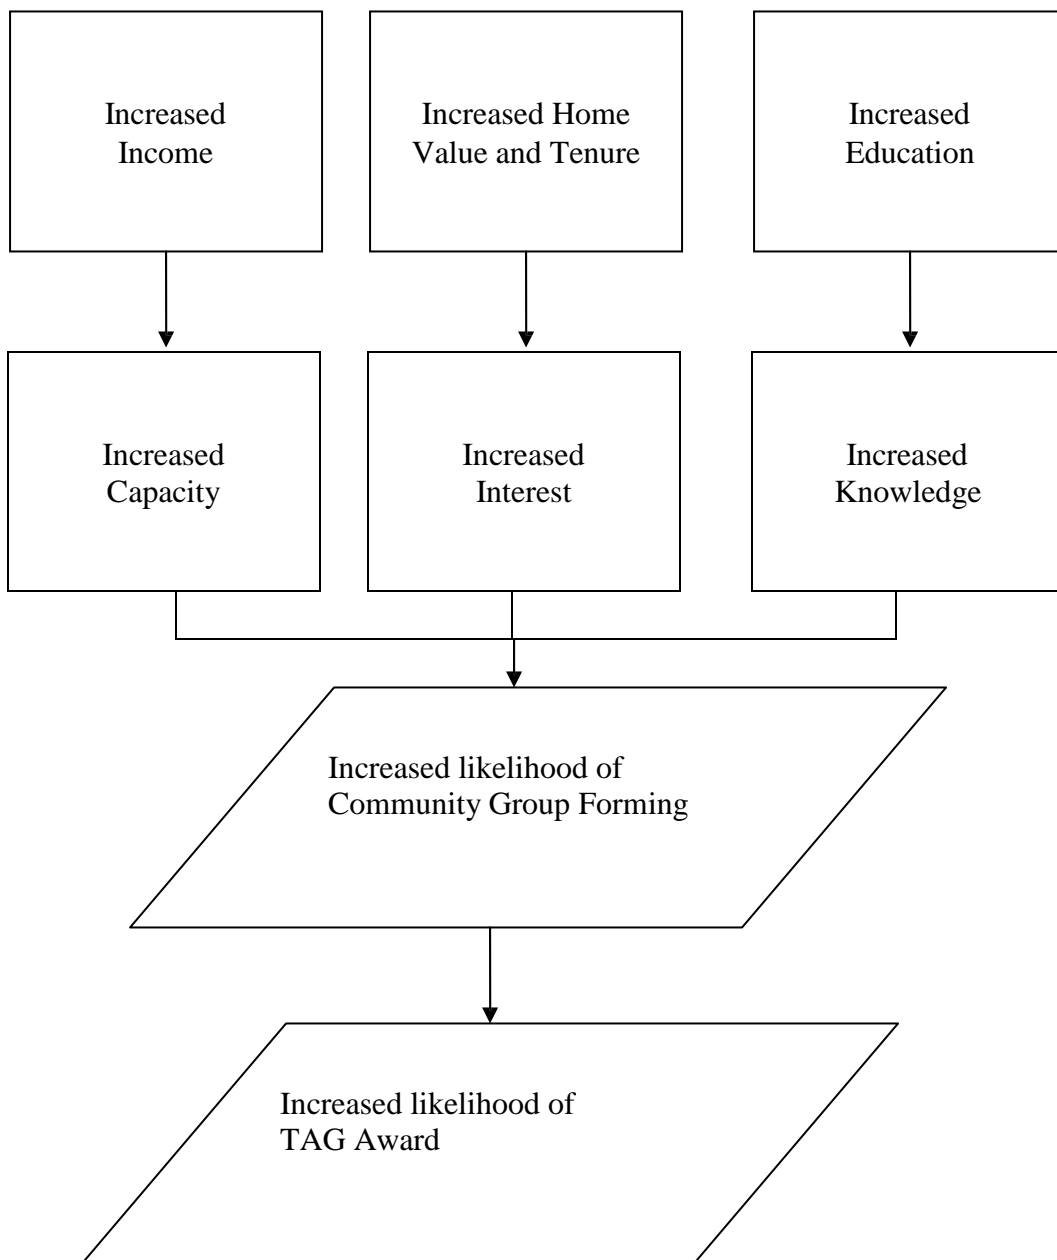 Increased
Income
Increased Home
Value and Tenure
Increased
Education
Increased
Capacity
Increased
Interest
Increased
Knowledge
Increased likelihood of
Community Group Forming
Increased likelihood of
TAG Award